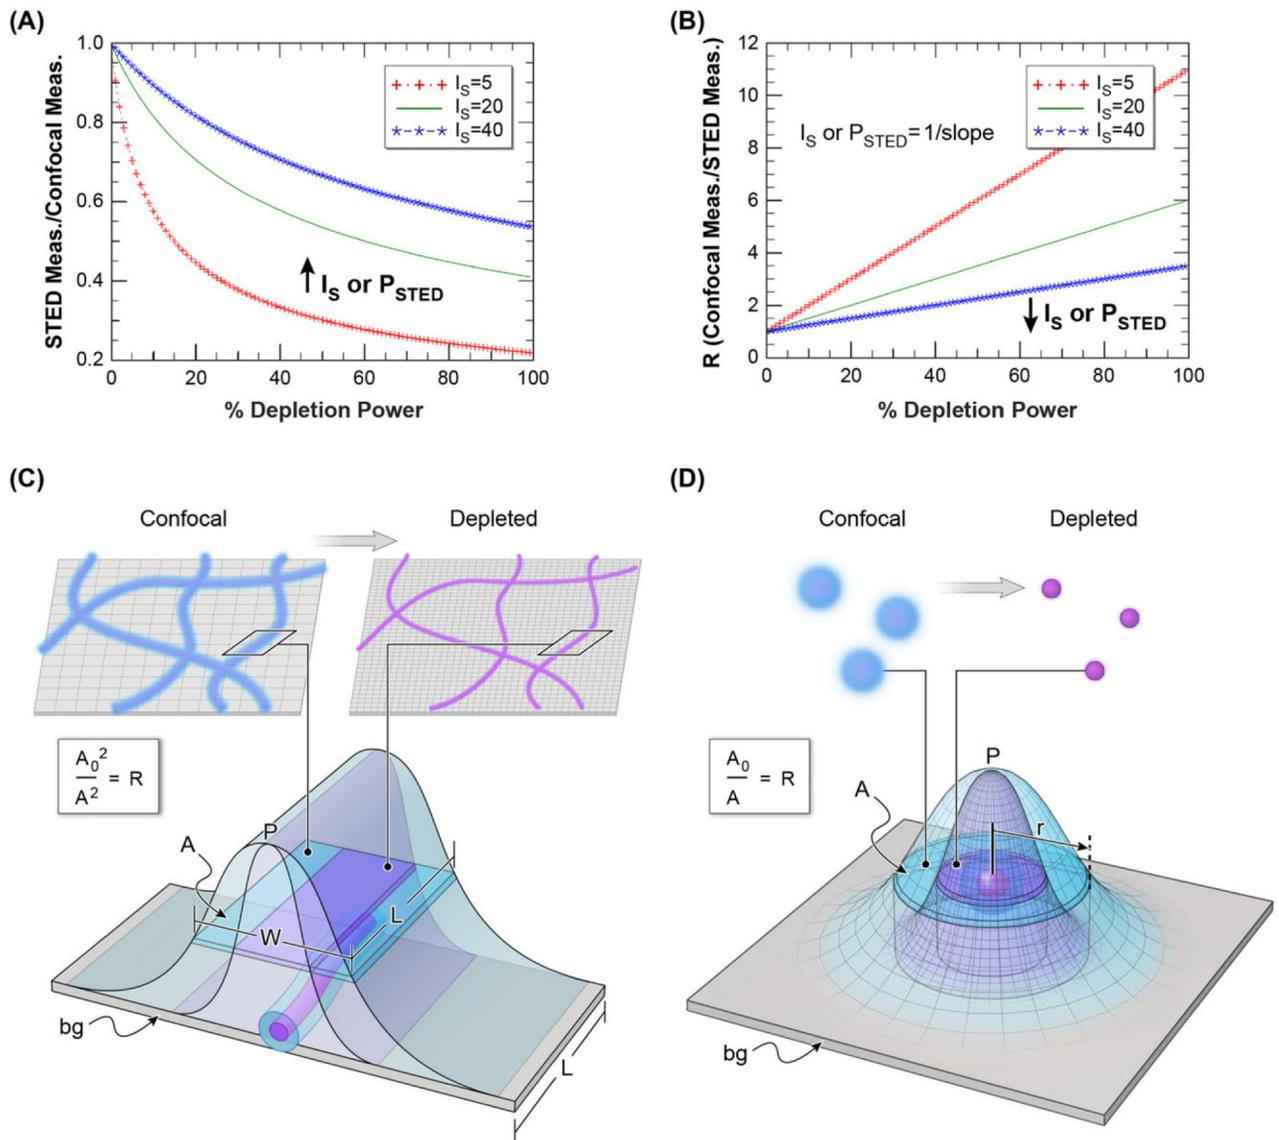 (A)
STED Meas./Confocal Meas.
1.0
0.8
0.6
0.4
0.2
I_S=5
I_S=20
I_S=40
↑ I_S or P_STED
0 20 40 60 80 100
% Depletion Power
(B)
R (Confocal Meas./STED Meas.)
12
10
8
6
4
2
0
I_S=5
I_S=20
I_S=40
I_S or P_STED=1/slope
↓ I_S or P_STED
0 20 40 60 80 100
% Depletion Power
(C)
Confocal Depleted
A_0^2
A^2
= R
P
A
W
L
bg
L
(D)
Confocal Depleted
A_0
A
= R
P
A
r
bg